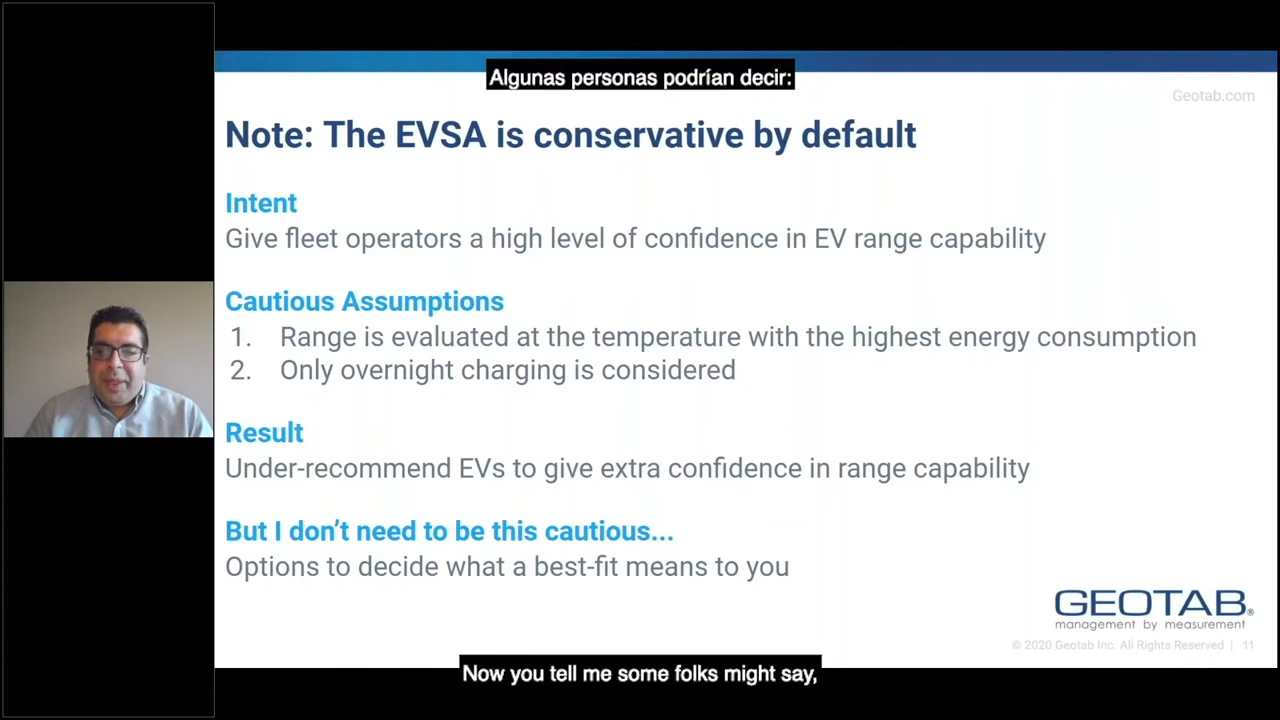 Algunas personas podrían decir:
Geotab.com
Note: The EVSA is conservative by default
Intent
Give fleet operators a high level of confidence in EV range capability
Cautious Assumptions
1. Range is evaluated at the temperature with the highest energy consumption
2. Only overnight charging is considered
Result
Under-recommend EVs to give extra confidence in range capability
But I don't need to be this cautious...
Options to decide what a best-fit means to you
GEOTAB®
management by measurement
© 2020 Geotab Inc. All Rights Reserved | 11
Now you tell me some folks might say,